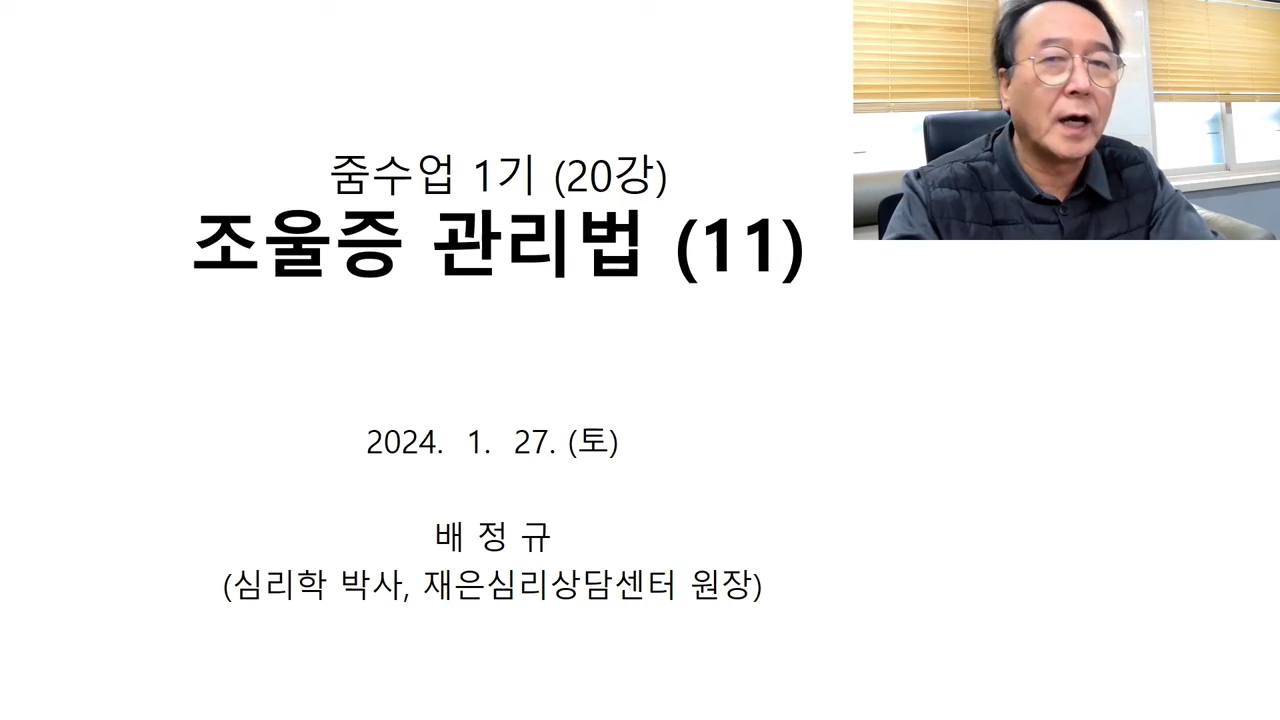 줌수업 1기 (20강)
조울증 관리법 (11)
2024. 1. 27. (토)
배 정 규
(심리학 박사, 재은심리상담센터 원장)